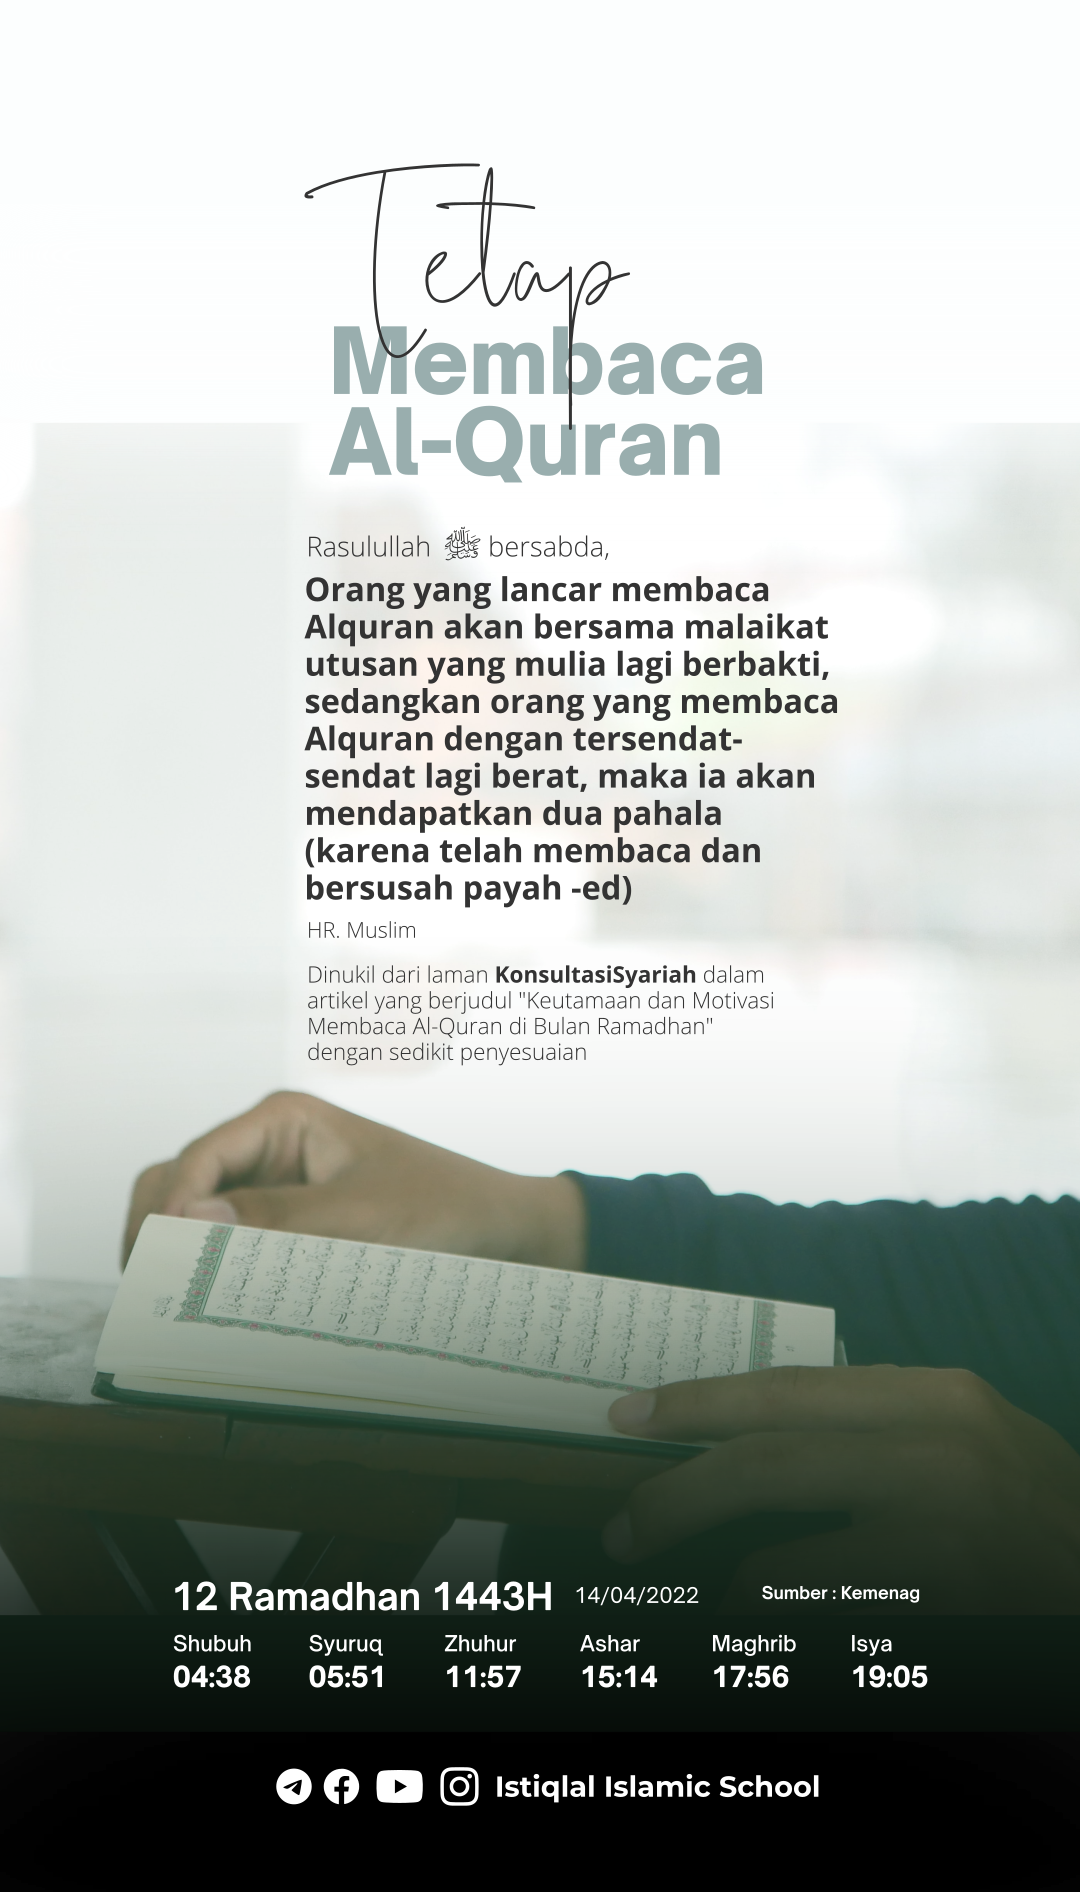 Tetap
Membaca
Al-Quran
Rasulullah ﷺ bersabda,
Orang yang lancar membaca
Alquran akan bersama malaikat
utusan yang mulia lagi berbakti,
sedangkan orang yang membaca
Alquran dengan tersendat-
sendat lagi berat, maka ia akan
mendapatkan dua pahala
(karena telah membaca dan
bersusah payah -ed)
HR. Muslim
Dinukil dari laman KonsultasiSyariah dalam
artikel yang berjudul "Keutamaan dan Motivasi
Membaca Al-Quran di Bulan Ramadhan"
dengan sedikit penyesuaian
12 Ramadhan 1443H 14/04/2022 Sumber : Kemenag
Shubuh Syuruq Zhuhur Ashar Maghrib Isya
04:38 05:51 11:57 15:14 17:56 19:05
Istiqlal Islamic School